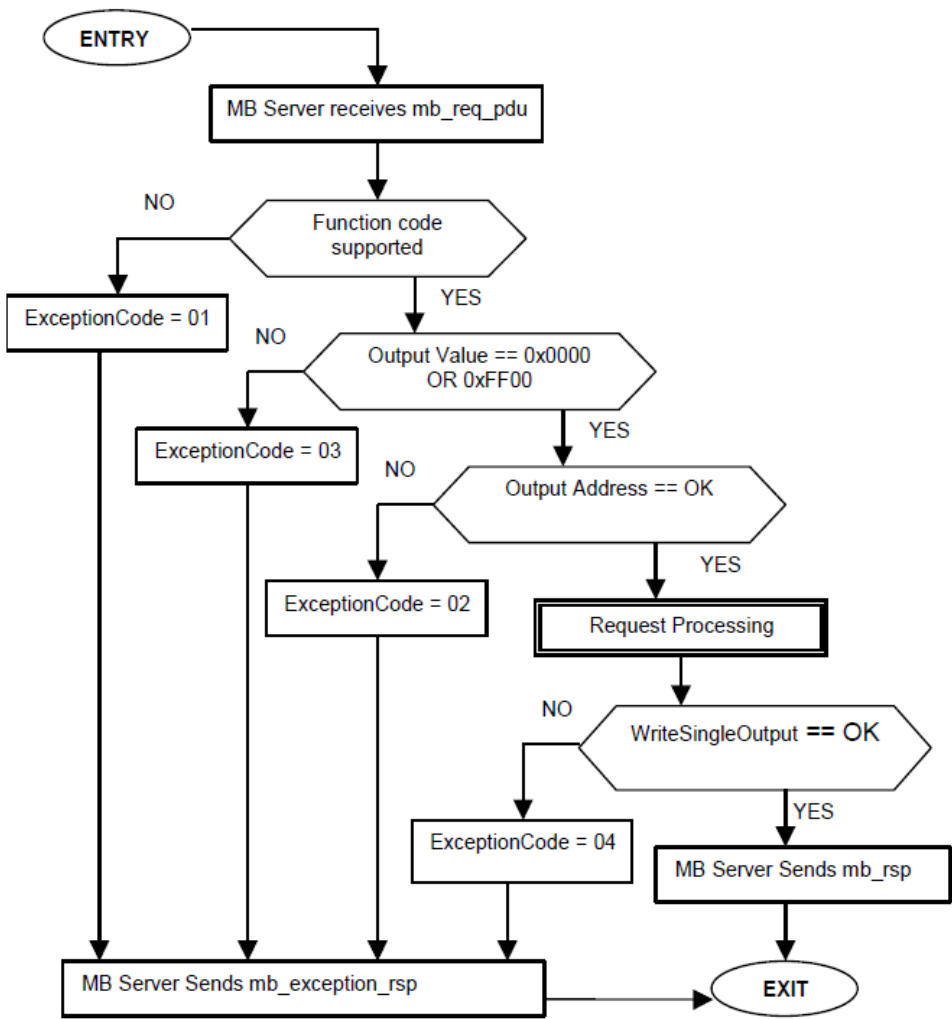 ENTRY
MB Server receives mb_req_pdu
NO
Function code
supported
YES
ExceptionCode = 01
NO
Output Value == 0x0000
OR 0xFF00
YES
ExceptionCode = 03
NO
Output Address == OK
YES
ExceptionCode = 02
Request Processing
NO
WriteSingleOutput == OK
YES
ExceptionCode = 04
MB Server Sends mb_rsp
MB Server Sends mb_exception_rsp
EXIT